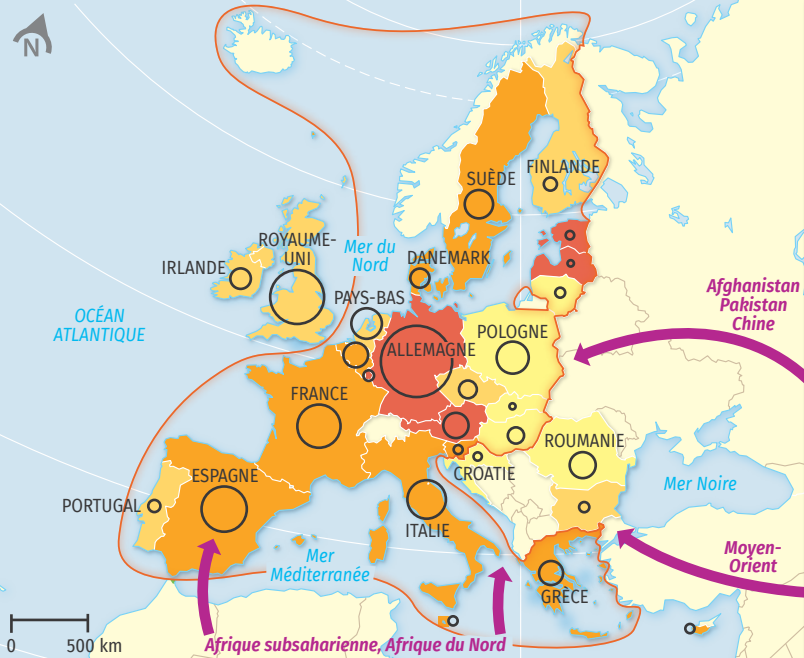 N
FINLANDE
SUÈDE
ROYAUME-
UNI
Mer du
Nord
DANEMARK
IRLANDE
PAYS-BAS
Afghanistan
Pakistan
Chine
OCÉAN
ATLANTIQUE
POLOGNE
ALLEMAGNE
FRANCE
ROUMANIE
CROATIE
ESPAGNE
Mer Noire
PORTUGAL
ITALIE
Mer
Méditerranée
Moyen-
Orient
GRÈCE
0 500 km
Afrique subsaharienne, Afrique du Nord